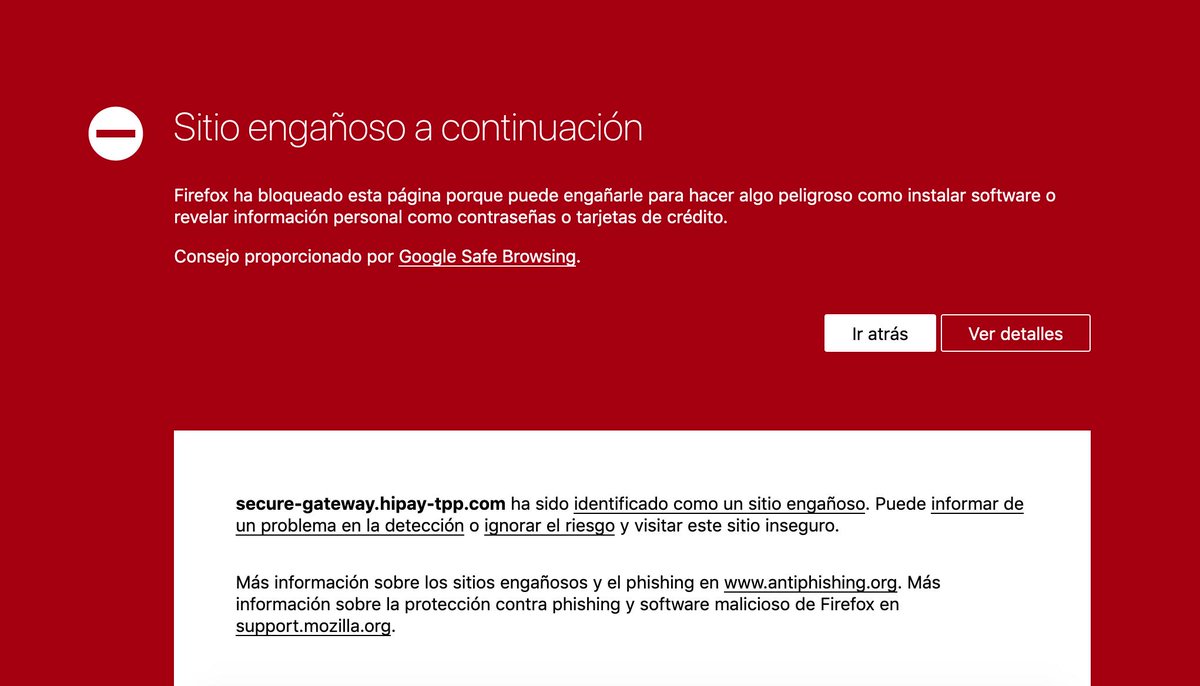 Sitio engañoso a continuación
Firefox ha bloqueado esta página porque puede engañarle para hacer algo peligroso como instalar software o
revelar información personal como contraseñas o tarjetas de crédito.
Consejo proporcionado por Google Safe Browsing.
Ir atrás
Ver detalles
secure-gateway.hipay-tpp.com ha sido identificado como un sitio engañoso. Puede informar de
un problema en la detección o ignorar el riesgo y visitar este sitio inseguro.
Más información sobre los sitios engañosos y el phishing en www.antiphishing.org. Más
información sobre la protección contra phishing y software malicioso de Firefox en
support.mozilla.org.